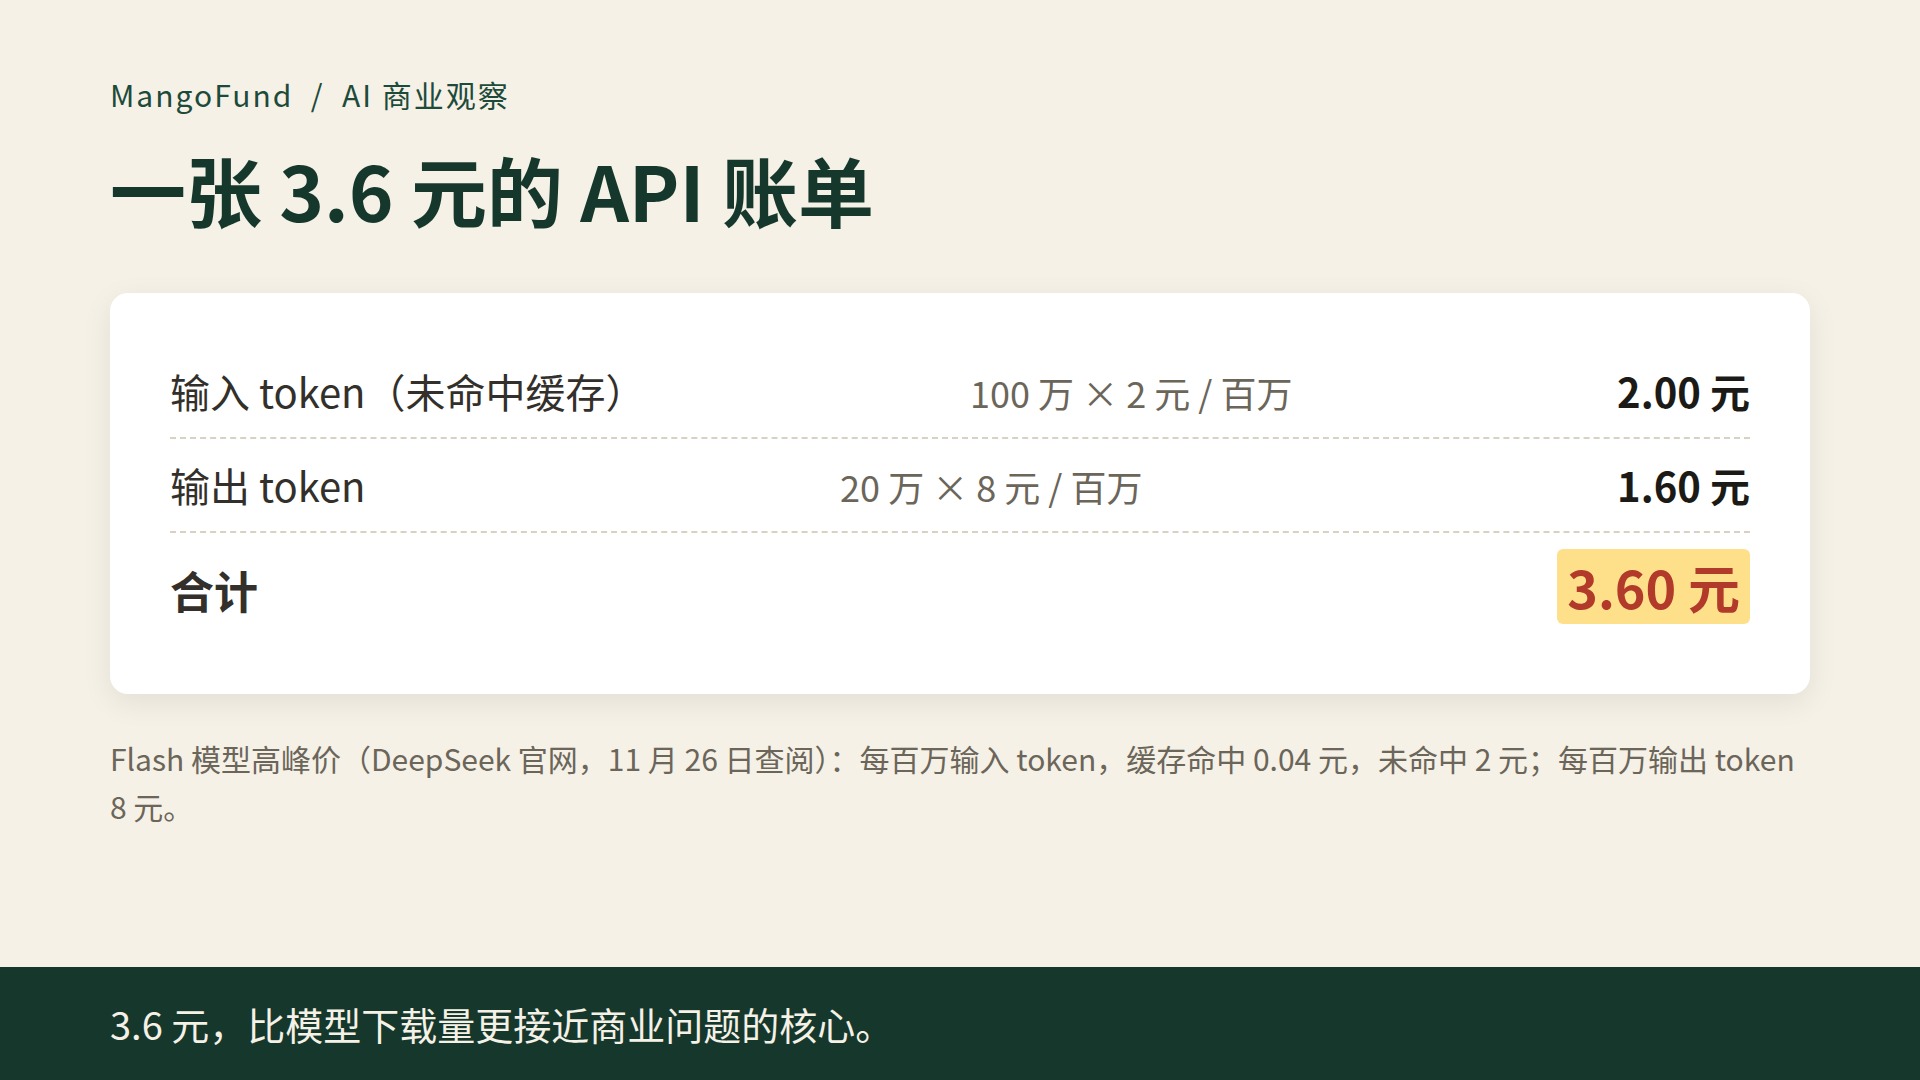 MangoFund / AI 商业观察
一张 3.6 元的 API 账单
输入 token（未命中缓存） 100 万 × 2 元 / 百万 2.00 元
输出 token 20 万 × 8 元 / 百万 1.60 元
合计 3.60 元
Flash 模型高峰价（DeepSeek 官网，11 月 26 日查阅）：每百万输入 token，缓存命中 0.04 元，未命中 2 元；每百万输出 token
8 元。
3.6 元，比模型下载量更接近商业问题的核心。